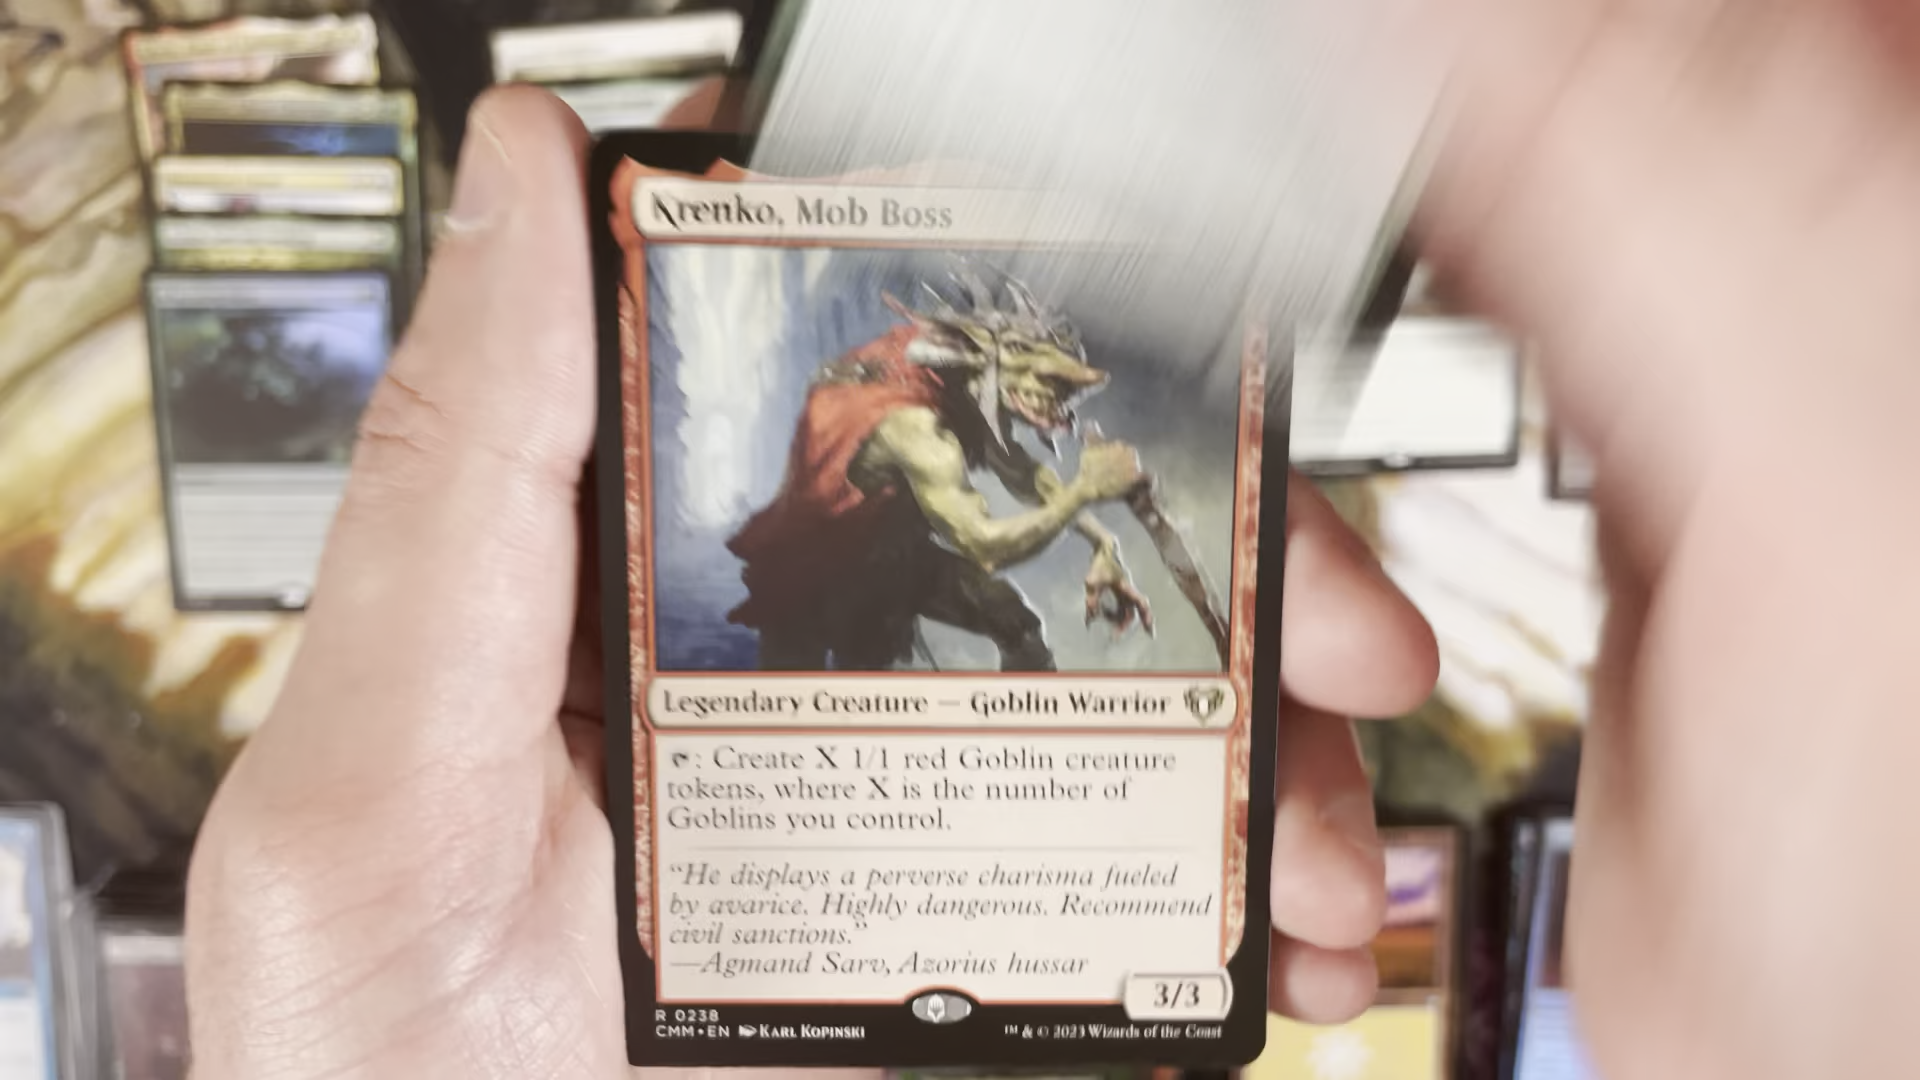 Krenko, Mob Boss
Legendary Creature — Goblin Warrior
: Create X 1/1 red Goblin creature
tokens, where X is the number of
Goblins you control.
“He displays a perverse charisma fueled
by avarice. Highly dangerous. Recommend
civil sanctions.”
—Agmand Sarv, Azorius hussar
3/3
R 0238
CMM • EN KARL KOPINSKI
™ & © 2023 Wizards of the Coast